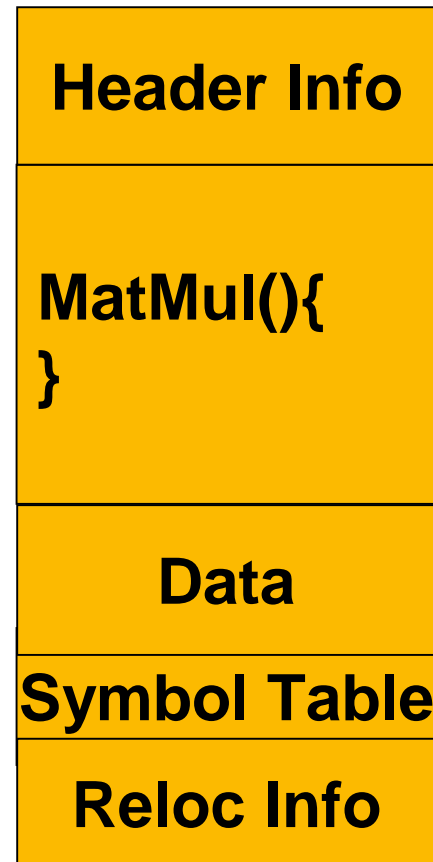 Header Info
MatMul(){
}
Data
Symbol Table
Reloc Info